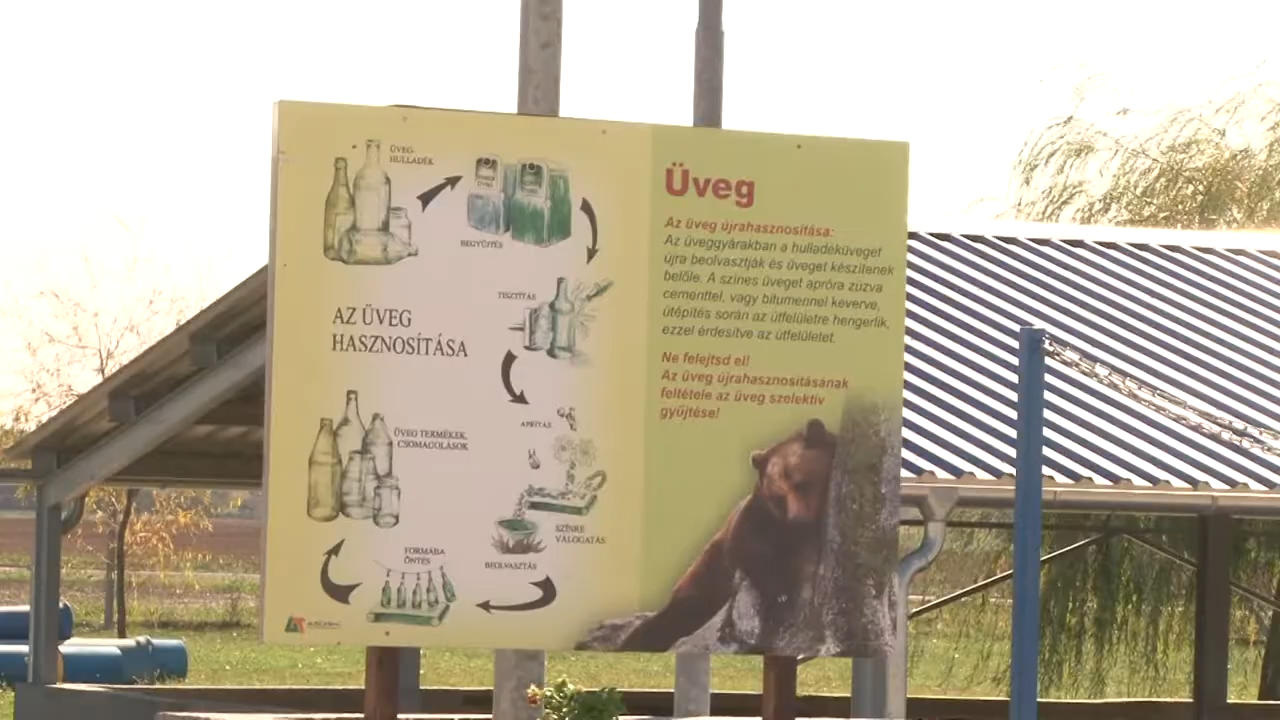 ÜVEG-
HULLADÉK
BEGYŰJTÉS
TISZTÍTÁS
AZ ÜVEG
HASZNOSÍTÁSA
APRÍTÁS
ÜVEG TERMÉKEK,
CSOMAGOLÁSOK
SZÍNRE
VÁLOGATÁS
BEOLVASZTÁS
FORMÁBA
ÖNTÉS
Üveg
Az üveg újrahasznosítása:
Az üveggyárakban a hulladéküveget
újra beolvasztják és üveget készítenek
belőle. A színes üveget apróra zúzva
cementtel, vagy bitumennel keverve,
útépítés során az útfelületre hengerlik,
ezzel érdesítve az útfelületet.
Ne felejtsd el!
Az üveg újrahasznosításának
feltétele az üveg szelektív
gyűjtése!